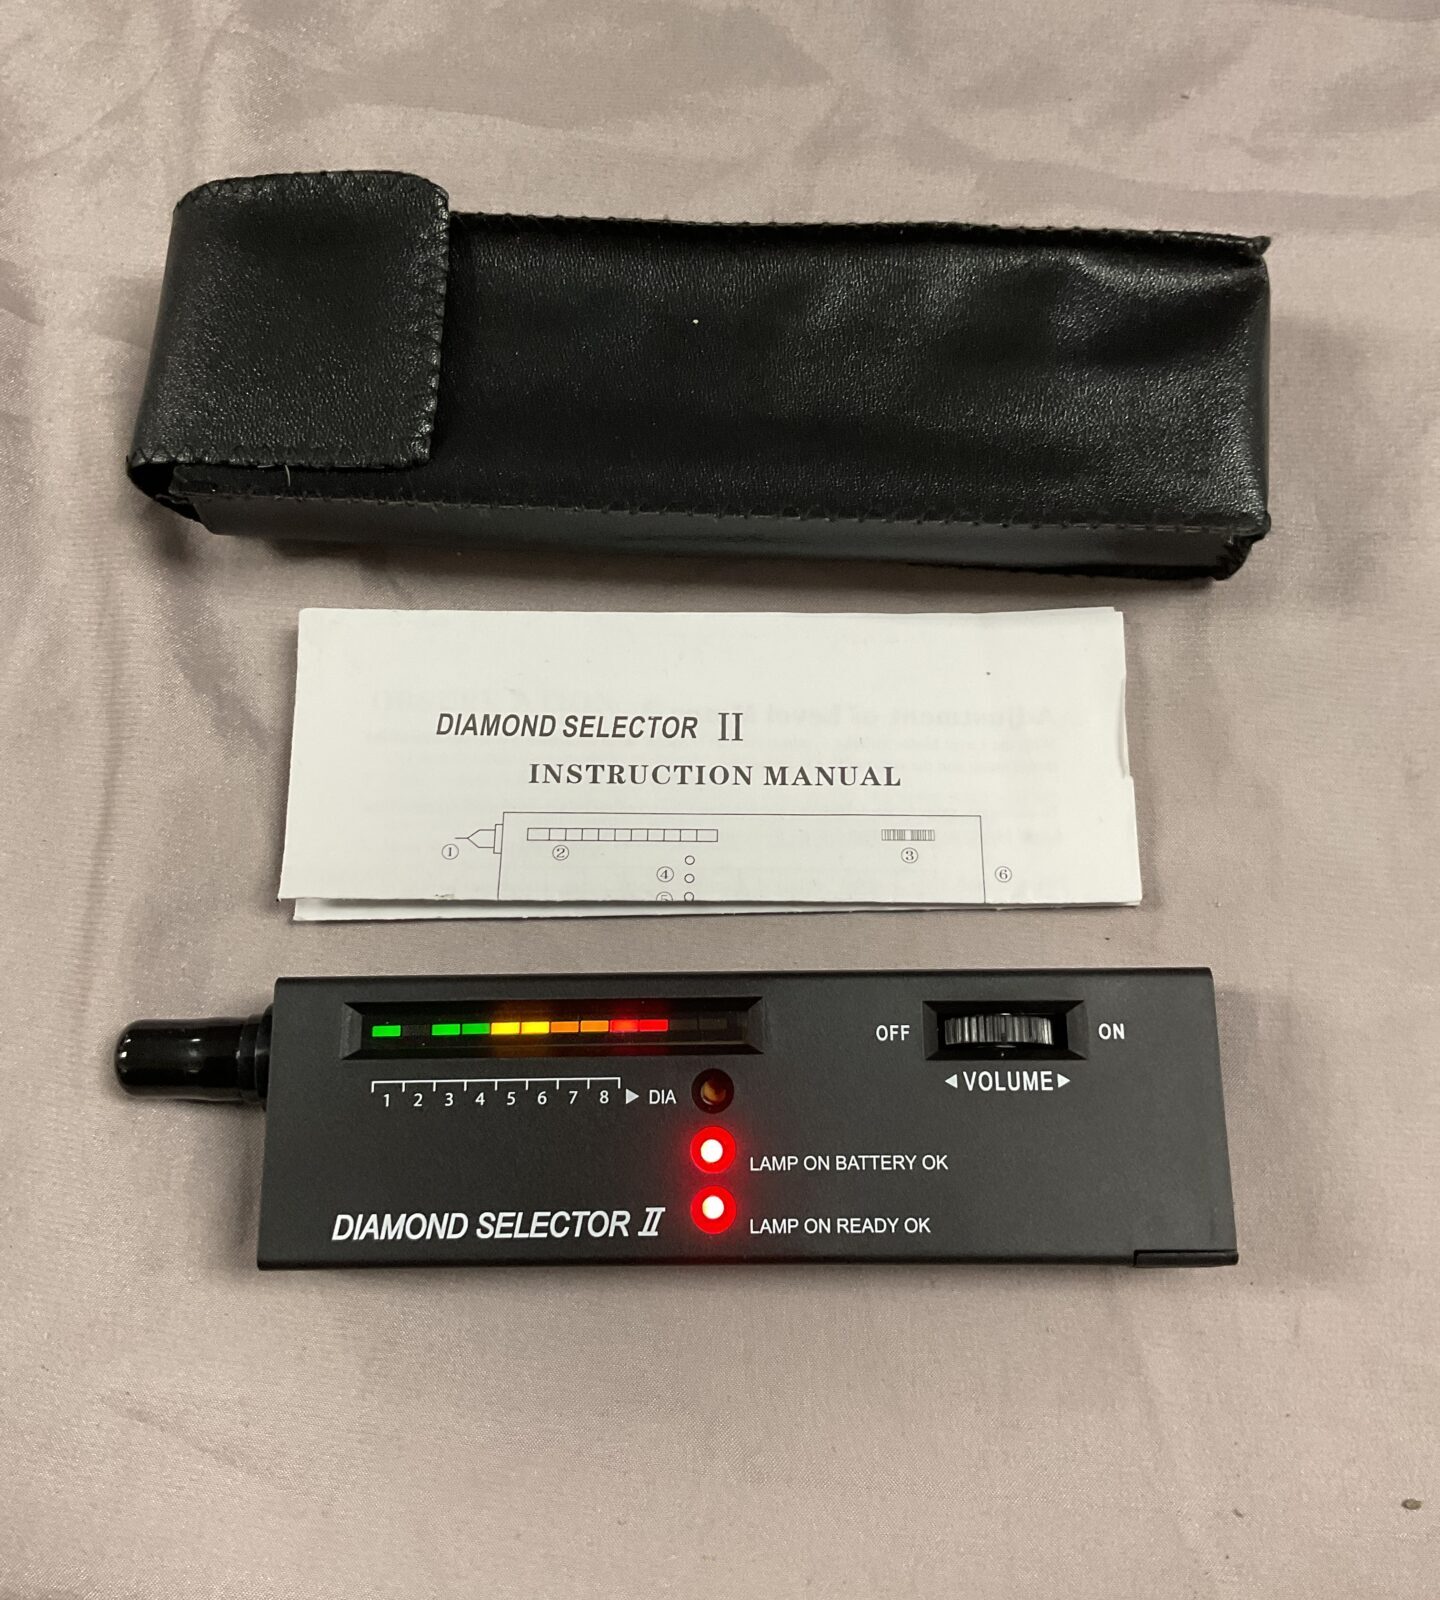 DIAMOND SELECTOR II
INSTRUCTION MANUAL
① ② ③
④ ⑥
⑤
OFF ON
◀VOLUME▶
1 2 3 4 5 6 7 8 ▶ DIA
LAMP ON BATTERY OK
DIAMOND SELECTOR II
LAMP ON READY OK